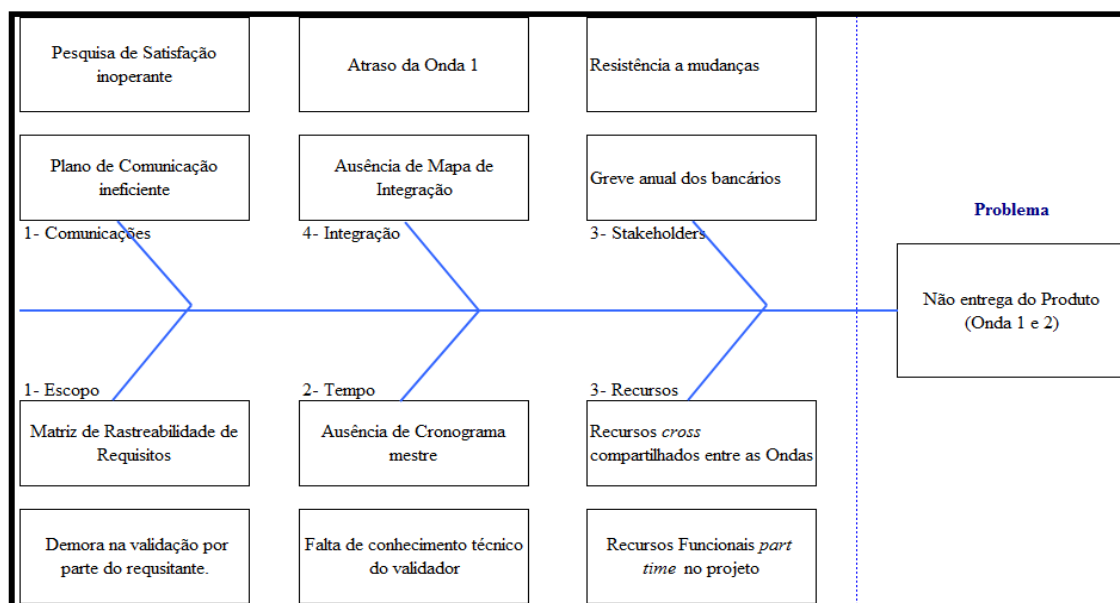 Pesquisa de Satisfação
inoperante
Atraso da Onda 1
Resistência a mudanças
Plano de Comunicação
ineficiente
Ausência de Mapa de
Integração
Greve anual dos bancários
1- Comunicações
4- Integração
3- Stakeholders
Problema
Não entrega do Produto
(Onda 1 e 2)
1- Escopo
2- Tempo
3- Recursos
Matriz de Rastreabilidade de
Requisitos
Ausência de Cronograma
mestre
Recursos cross
compartilhados entre as Ondas
Demora na validação por
parte do requsitante.
Falta de conhecimento técnico
do validador
Recursos Funcionais part
time no projeto